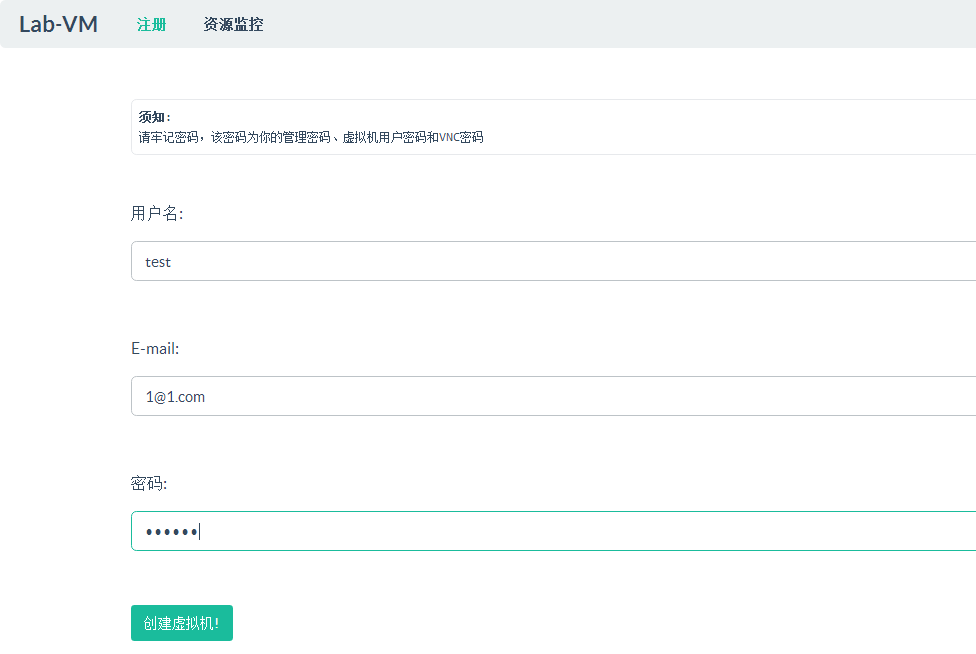 Lab-VM 注册 资源监控
须知:
请牢记密码，该密码为你的管理密码、虚拟机用户密码和VNC密码
用户名:
test
E-mail:
1@1.com
密码:
••••••
创建虚拟机!